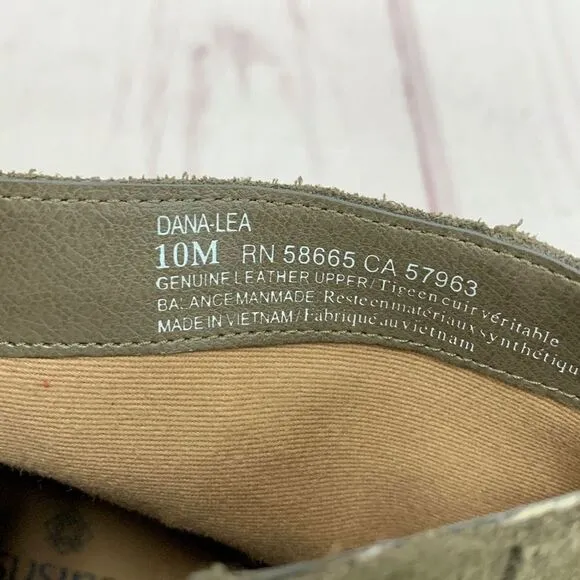 DANA-LEA
10M RN 58665 CA 57963
GENUINE LEATHER UPPER/Tige en cuir véritable
BALANCE MANMADE/Reste en matériaux synthétique
MADE IN VIETNAM/Fabriqué au vietnam